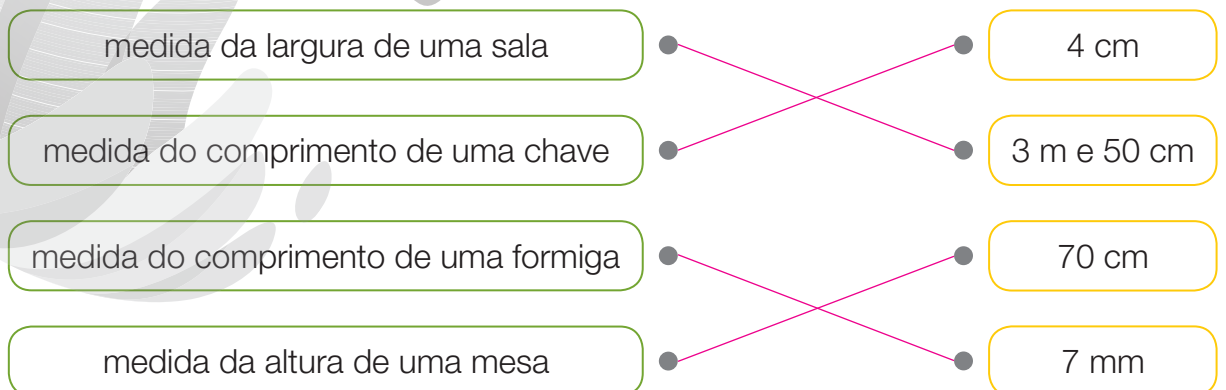 medida da largura de uma sala
4 cm
medida do comprimento de uma chave
3 m e 50 cm
medida do comprimento de uma formiga
70 cm
medida da altura de uma mesa
7 mm